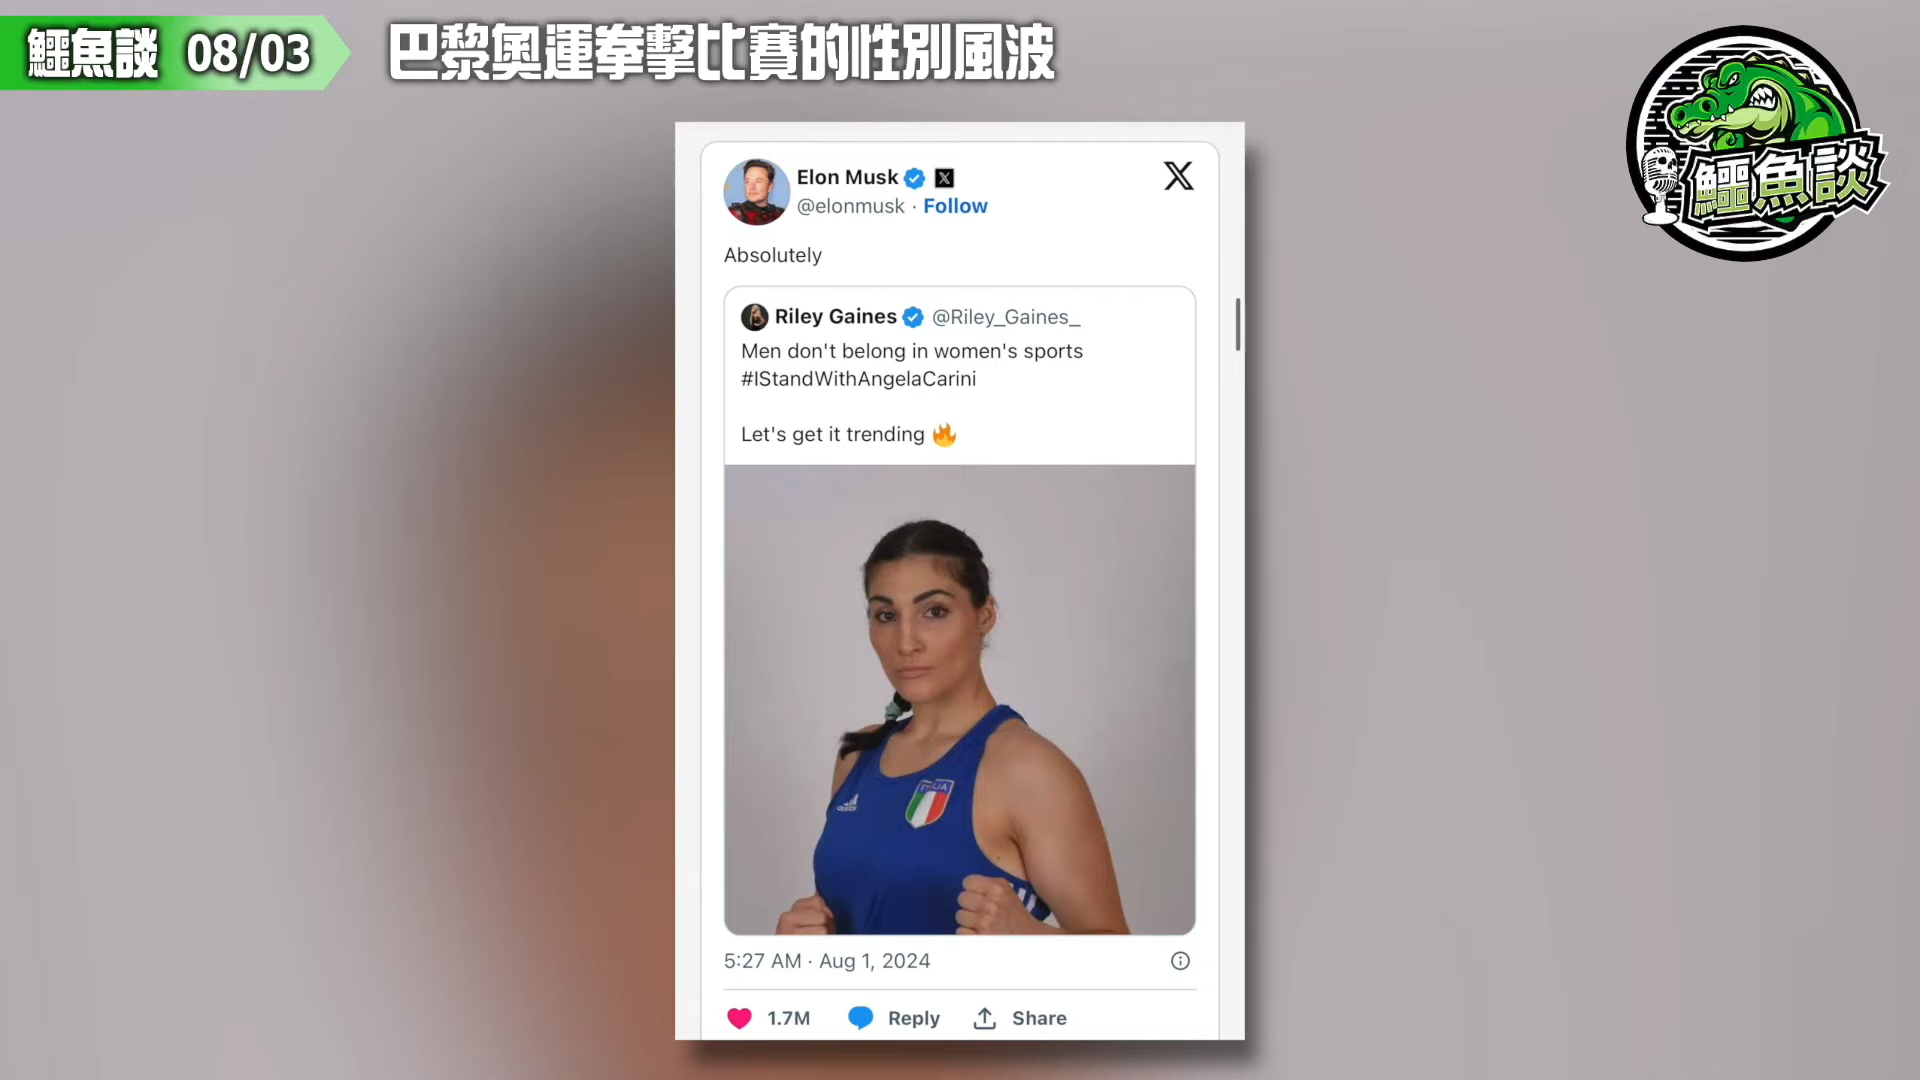 鱷魚談 08/03 巴黎奧運拳擊比賽的性別風波
鱷魚談
Elon Musk
@elonmusk · Follow
Absolutely
Riley Gaines @Riley_Gaines_
Men don't belong in women's sports
#IStandWithAngelaCarini
Let's get it trending 🔥
ITALIA
adidas
5:27 AM · Aug 1, 2024
1.7M Reply Share